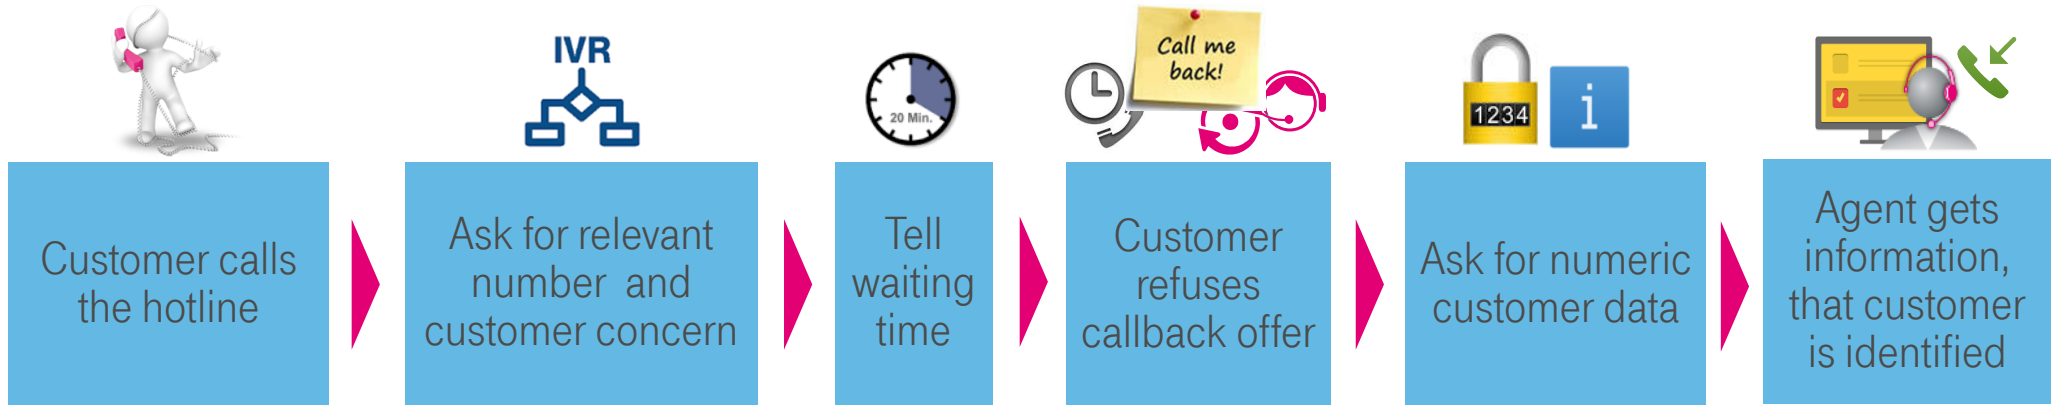 IVR
20 Min.
Call me
back!
1234
i
Customer calls
the hotline
Ask for relevant
number and
customer concern
Tell
waiting
time
Customer
refuses
callback offer
Ask for numeric
customer data
Agent gets
information,
that customer
is identified